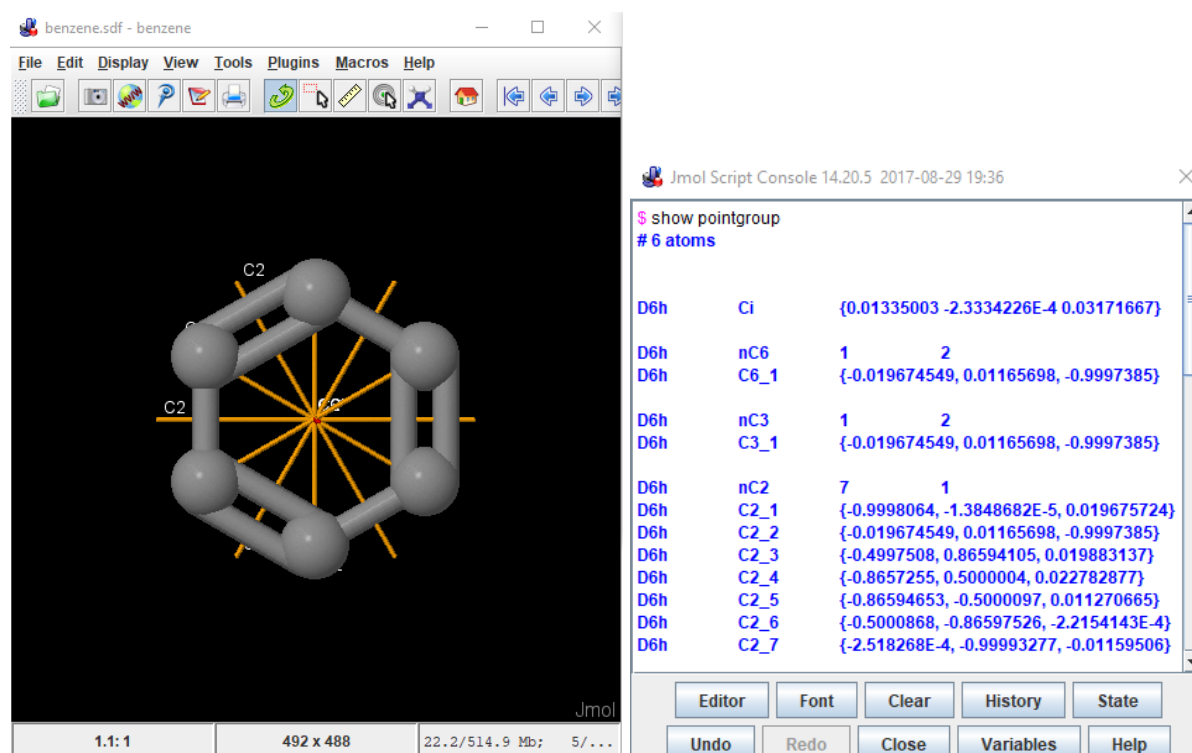 benzene.sdf - benzene
File Edit Display View Tools Plugins Macros Help
C2
C2
Jmol
1.1:1 492 x 488 22.2/514.9 Mb; 5/...
Jmol Script Console 14.20.5 2017-08-29 19:36
$ show pointgroup
# 6 atoms
D6h Ci {0.01335003 -2.3334226E-4 0.03171667}
D6h nC6 1 2
D6h C6_1 {-0.019674549, 0.01165698, -0.9997385}
D6h nC3 1 2
D6h C3_1 {-0.019674549, 0.01165698, -0.9997385}
D6h nC2 7 1
D6h C2_1 {-0.9998064, -1.3848682E-5, 0.019675724}
D6h C2_2 {-0.019674549, 0.01165698, -0.9997385}
D6h C2_3 {-0.4997508, 0.86594105, 0.019883137}
D6h C2_4 {-0.8657255, 0.5000004, 0.022782877}
D6h C2_5 {-0.86594653, -0.5000097, 0.011270665}
D6h C2_6 {-0.5000868, -0.86597526, -2.2154143E-4}
D6h C2_7 {-2.518268E-4, -0.99993277, -0.01159506}
Editor Font Clear History State
Undo Redo Close Variables Help